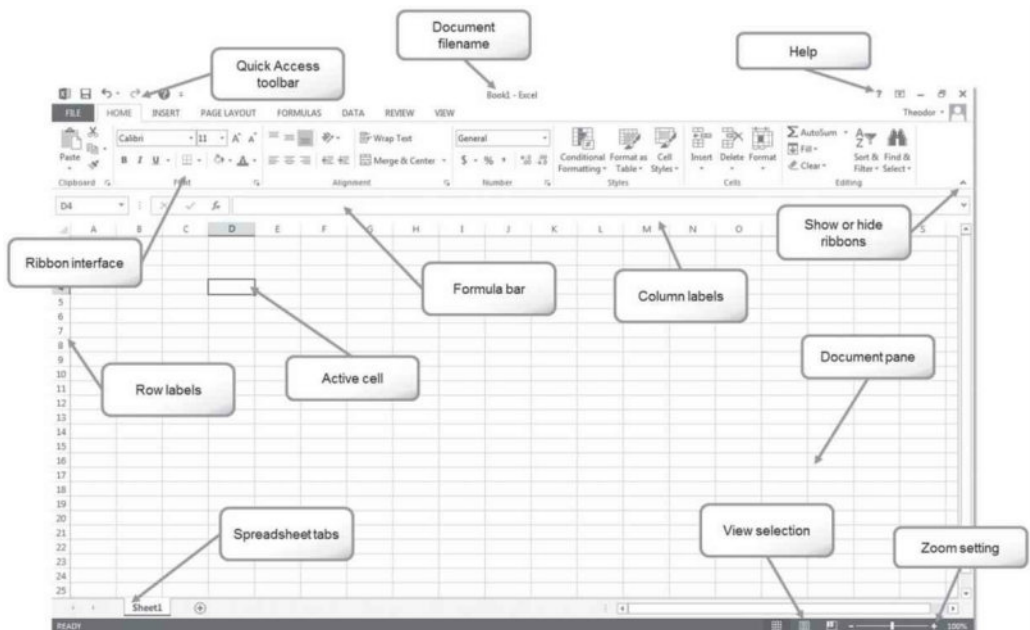 Document
filename
Quick Access
toolbar
Help
Book1 - Excel
?
Theodor
FILE HOME INSERT PAGE LAYOUT FORMULAS DATA REVIEW VIEW
Calibri 11 A A Wrap Text General AutoSum
Fill
Paste B I U A Merge & Center $ % Conditional Format as Cell Insert Delete Format Clear Sort & Find &
Formatting Table Styles Filter Select
Clipboard Alignment Number Styles Cells Editing
D4 fx
Show or hide
ribbons
A B C D E F G H I J K L M N O S
Ribbon interface
Formula bar
Column labels
5
6
7
8
9
10
11
12
13
14
15
16
17
18
19
20
21
22
23
24
25
Document pane
Active cell
Row labels
Spreadsheet tabs
View selection
Zoom setting
Sheet1
READY 100%